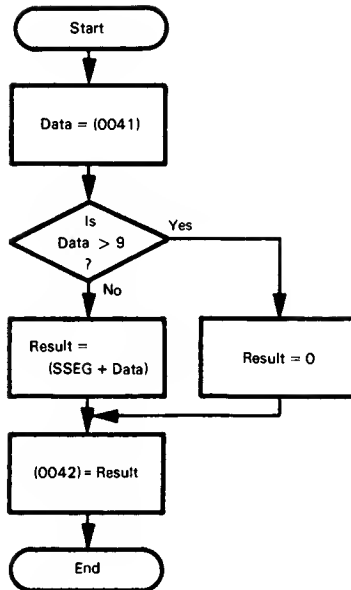 Start
Data = (0041)
Is
Data > 9
?
Yes
No
Result =
(SSEG + Data)
Result = 0
(0042) = Result
End